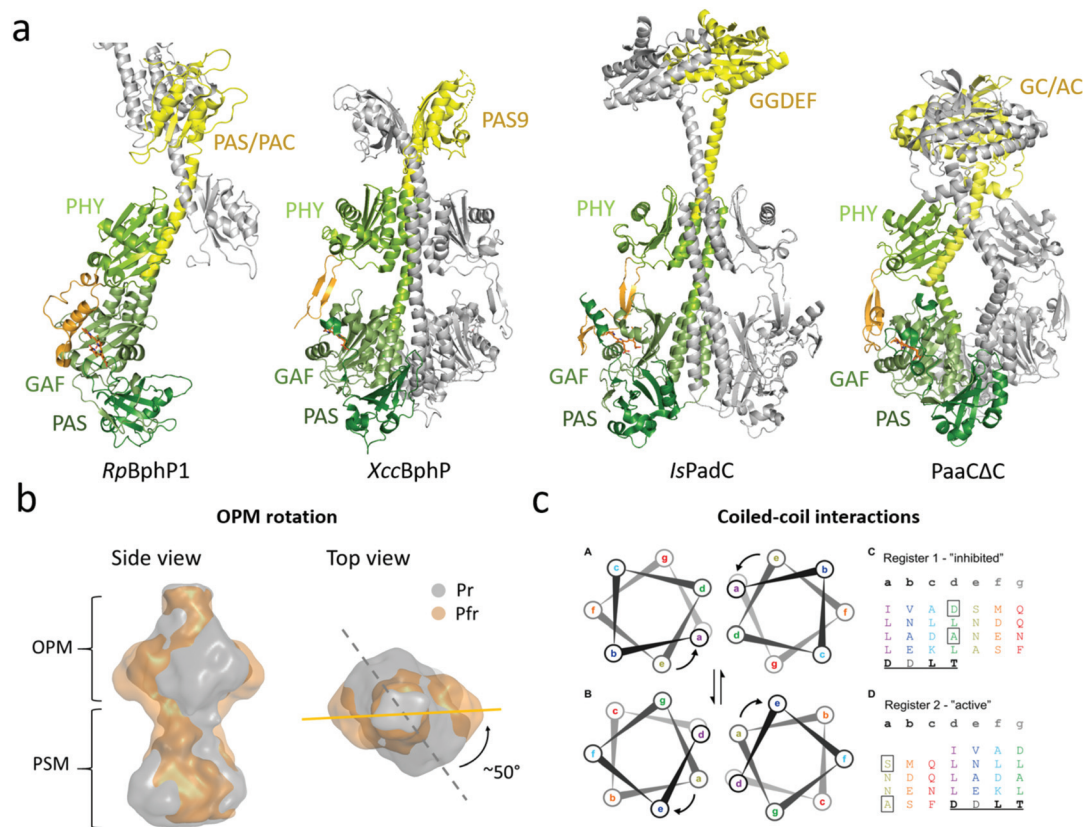 a
PAS/PAC
PHY
GAF
PAS
RpBphP1
PAS9
PHY
GAF
PAS
XccBphP
GGDEF
PHY
GAF
PAS
IsPadC
GC/AC
PHY
GAF
PAS
PaaCΔC
b
OPM rotation
Side view
Top view
Pr
Pfr
OPM
PSM
~50°
c
Coiled-coil interactions
A
g
c
d
f
a
b
e
e
a
b
f
d
c
g
B
g
c
d
f
a
b
e
e
b
a
f
d
g
c
C
Register 1 - "inhibited"
a b c d e f g
I V A D S M Q
L N L L N D Q
L A D A N E N
L E K L A S F
D D L T
D
Register 2 - "active"
a b c d e f g
I V A D
S M Q L N L L
N D Q L A D A
N E N L E K L
A S F D D L T